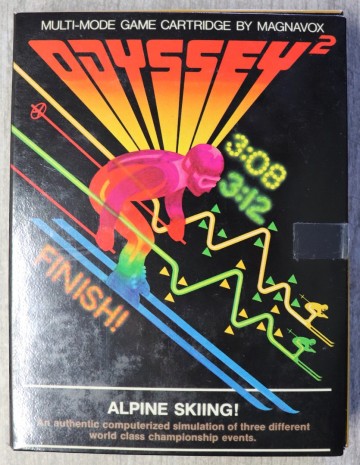 MULTI-MODE GAME CARTRIDGE BY MAGNAVOX
ODYSSEY²
3:08
3:12
FINISH!
ALPINE SKIING!
An authentic computerized simulation of three different
world class championship events.